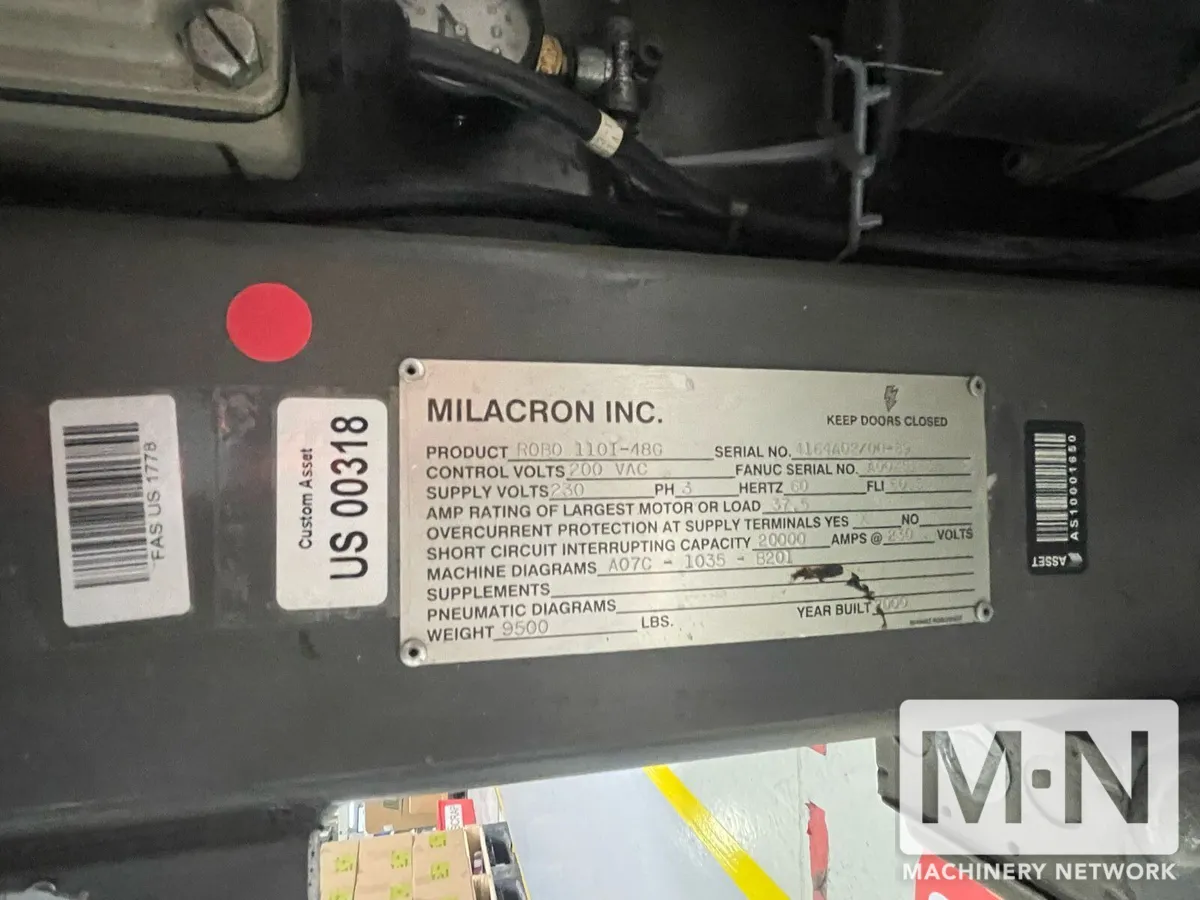 FAS US 1778
Custom Asset
US 00318
MILACRON INC.
KEEP DOORS CLOSED
PRODUCT ROBO 110I-48G SERIAL NO.
CONTROL VOLTS 200 VAC FANUC SERIAL NO.
SUPPLY VOLTS 230 PH 3 HERTZ 60 FLI
AMP RATING OF LARGEST MOTOR OR LOAD 37.5
OVERCURRENT PROTECTION AT SUPPLY TERMINALS YES X NO
SHORT CIRCUIT INTERRUPTING CAPACITY 20000 AMPS @ 230 VOLTS
MACHINE DIAGRAMS A07C - 1035 - B201
SUPPLEMENTS
PNEUMATIC DIAGRAMS YEAR BUILT 2000
WEIGHT 9500 LBS.
ASSET
AS10001650
SCRAP
M·N
MACHINERY NETWORK